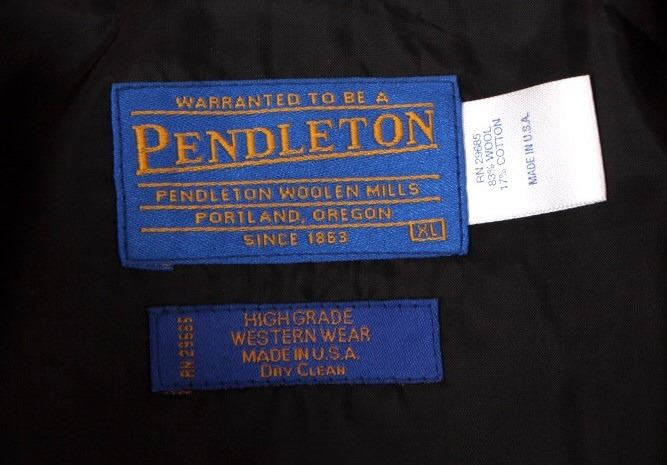 WARRANTED TO BE A
PENDLETON
PENDLETON WOOLEN MILLS
PORTLAND, OREGON
SINCE 1863
XL
RN 29685
83% WOOL
17% COTTON
MADE IN U.S.A.
RN 29685
HIGH GRADE
WESTERN WEAR
MADE IN U.S.A.
DRY CLEAN